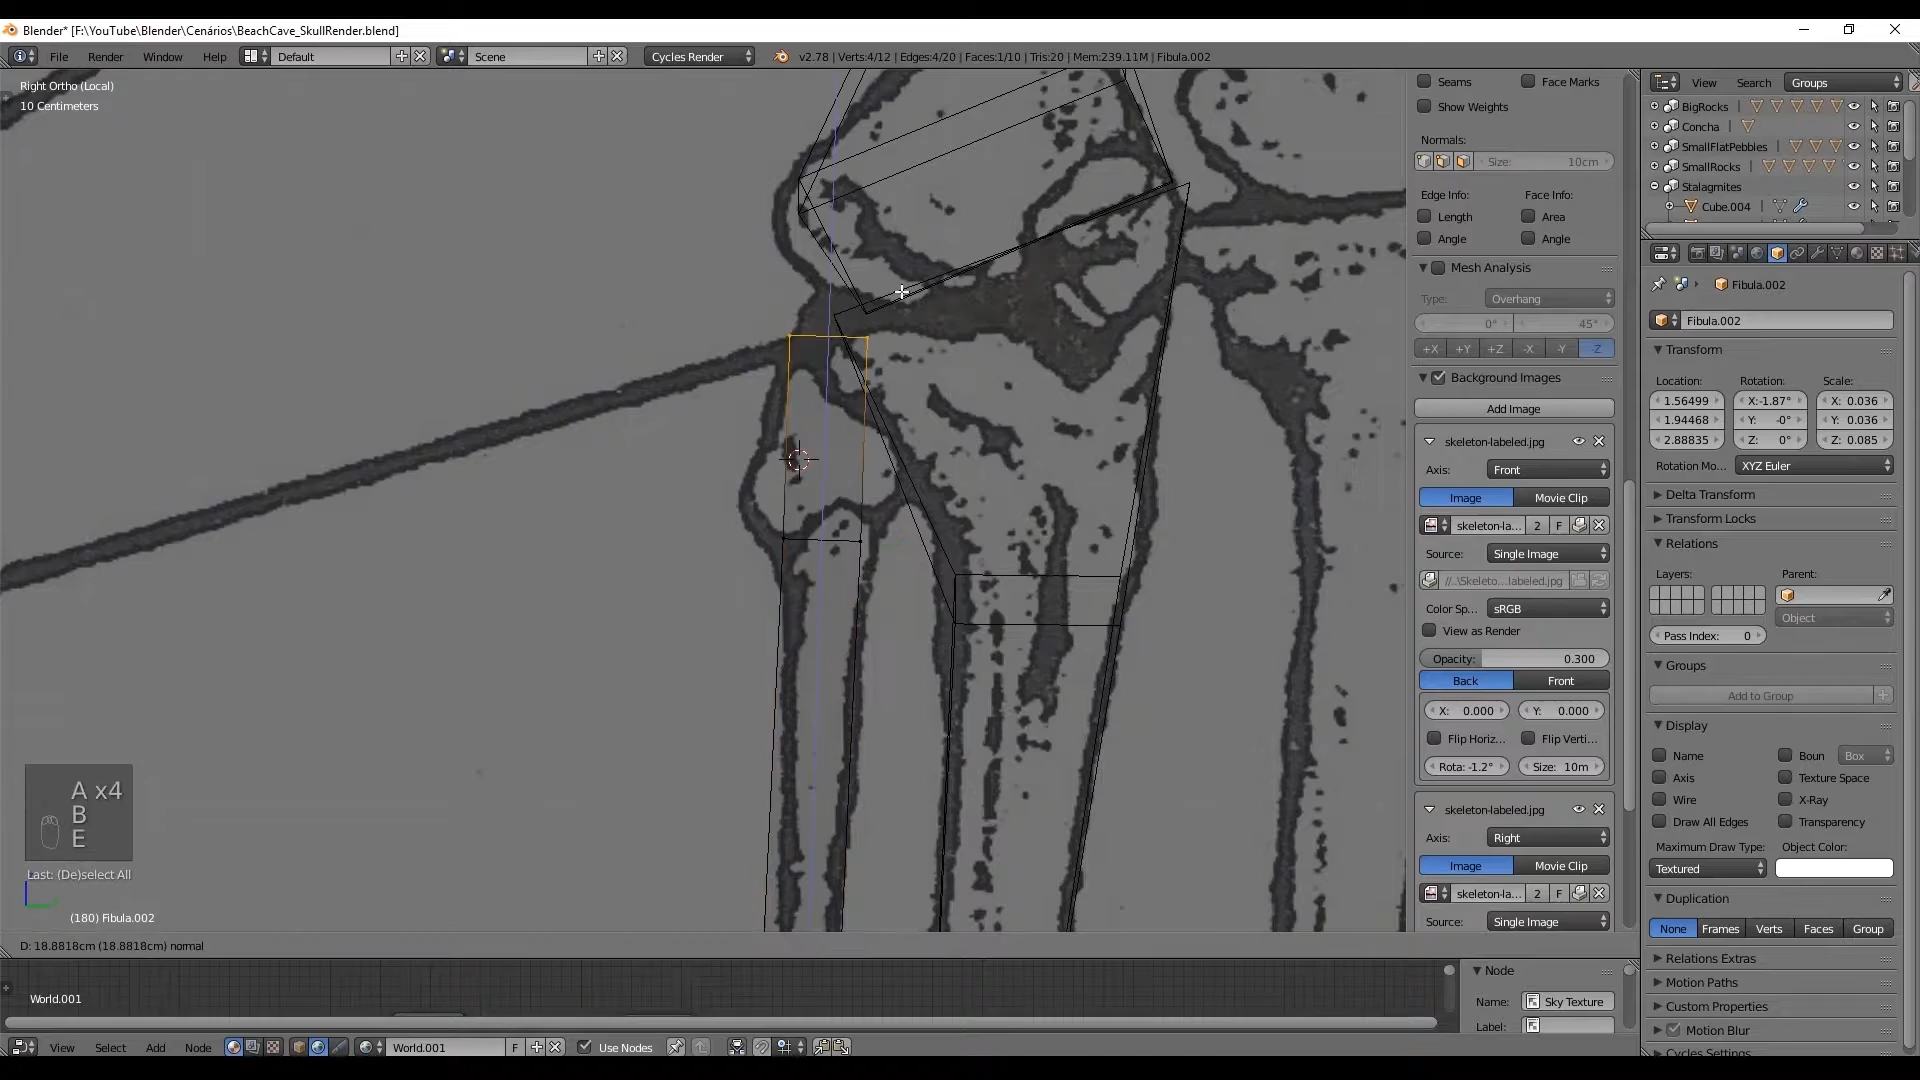 Blender* [F:\YouTube\Blender\Cenários\BeachCave_SkullRender.blend]
File Render Window Help Default Scene Cycles Render v2.78 | Verts:4/12 | Edges:4/20 | Faces:1/10 | Tris:20 | Mem:239.11M | Fibula.002
Right Ortho (Local)
10 Centimeters
A x4
B
E
Last: (De)select All
(180) Fibula.002
D: 18.8818cm (18.8818cm) normal
Seams Face Marks
Show Weights
Normals:
Size: 10cm
Edge Info: Face Info:
Length Area
Angle Angle
Mesh Analysis
Type: Overhang
0° 45°
+X +Y +Z -X -Y -Z
Background Images
Add Image
skeleton-labeled.jpg
Axis: Front
Image Movie Clip
skeleton-la... 2 F
Source: Single Image
//..\Skeleto...labeled.jpg
Color Sp... sRGB
View as Render
Opacity: 0.300
Back Front
X: 0.000 Y: 0.000
Flip Horiz... Flip Verti...
Rota: -1.2° Size: 10m
skeleton-labeled.jpg
Axis: Right
Image Movie Clip
skeleton-la... 2 F
Source: Single Image
View Search Groups
BigRocks
Concha
SmallFlatPebbles
SmallRocks
Stalagmites
Cube.004
Fibula.002
Fibula.002
Transform
Location: Rotation: Scale:
1.56499 X:-1.87° X: 0.036
1.94468 Y: -0° Y: 0.036
2.88835 Z: 0° Z: 0.085
Rotation Mo... XYZ Euler
Delta Transform
Transform Locks
Relations
Layers: Parent:
Object
Pass Index: 0
Groups
Add to Group
Display
Name Boun Box
Axis Texture Space
Wire X-Ray
Draw All Edges Transparency
Maximum Draw Type: Object Color:
Textured
Duplication
None Frames Verts Faces Group
Relations Extras
Motion Paths
Custom Properties
Motion Blur
Cycles Settings
World.001
Node
Name: Sky Texture
Label:
View Select Add Node World.001 F Use Nodes